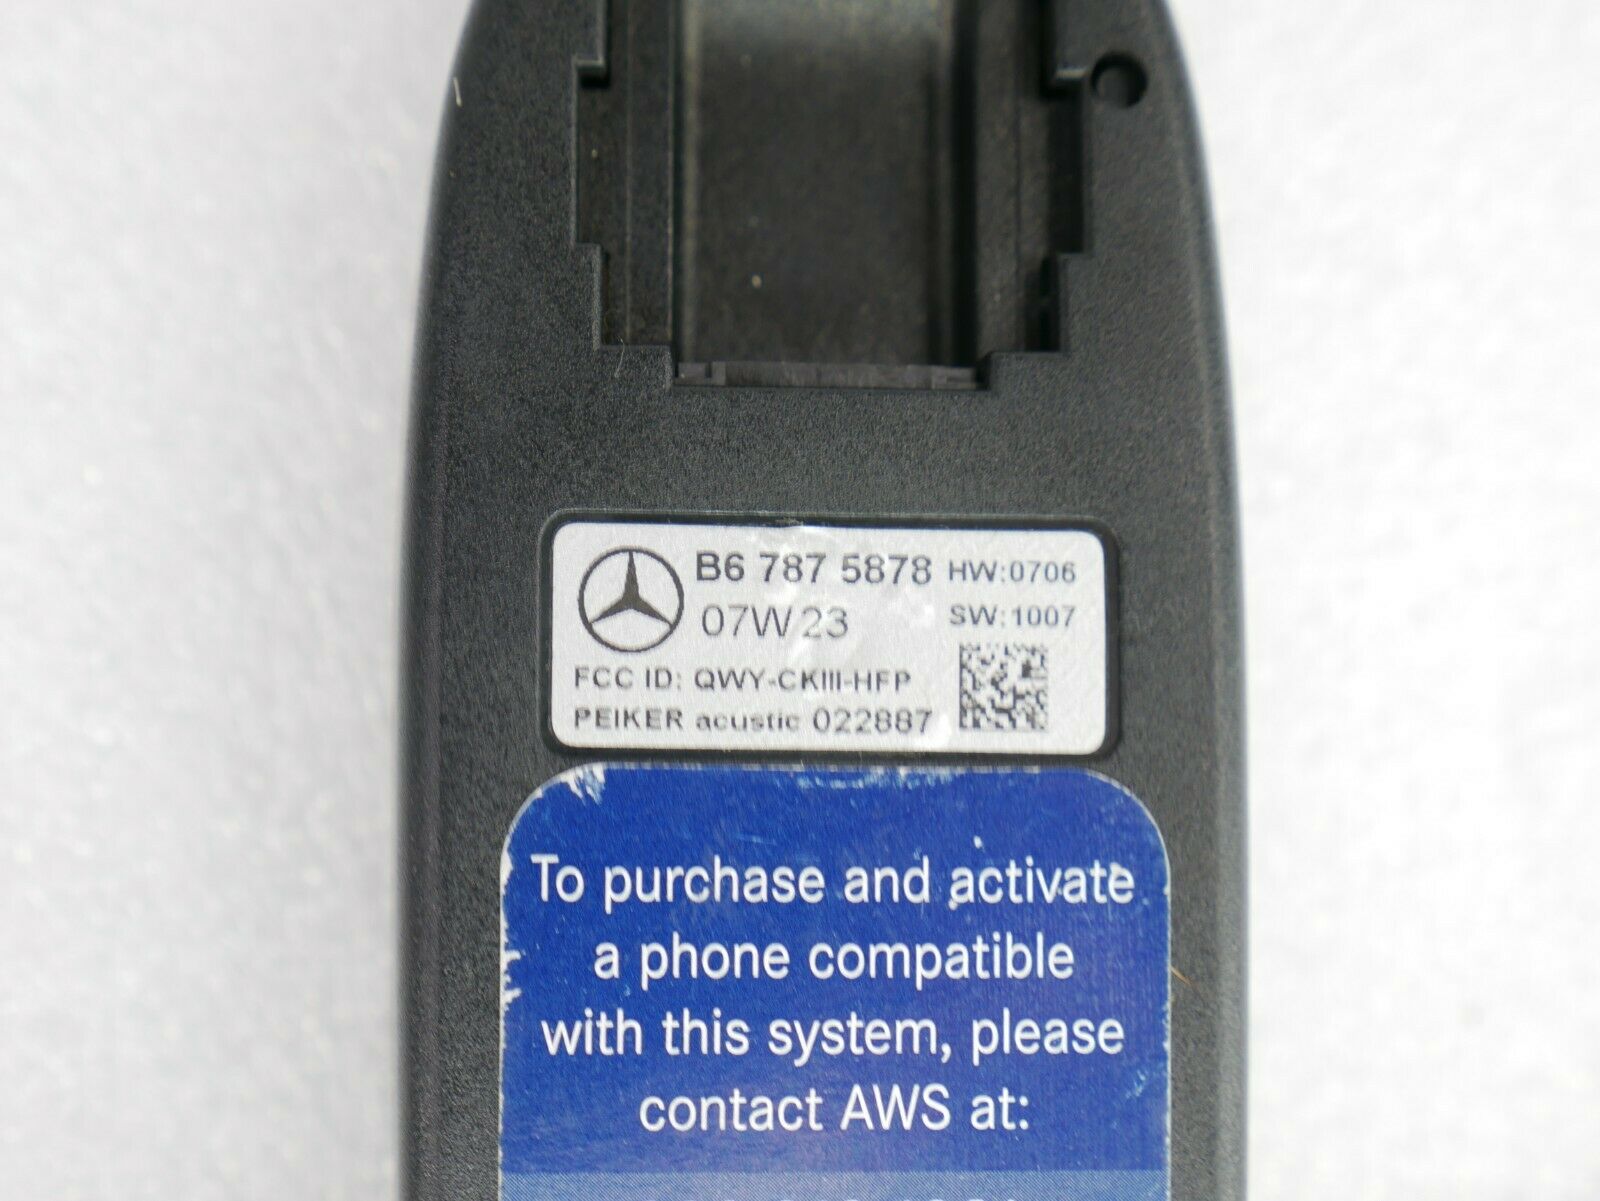 B6 787 5878 HW:0706
07W23 SW:1007
FCC ID: QWY-CKIII-HFP
PEIKER acustic 022887
To purchase and activate
a phone compatible
with this system, please
contact AWS at: